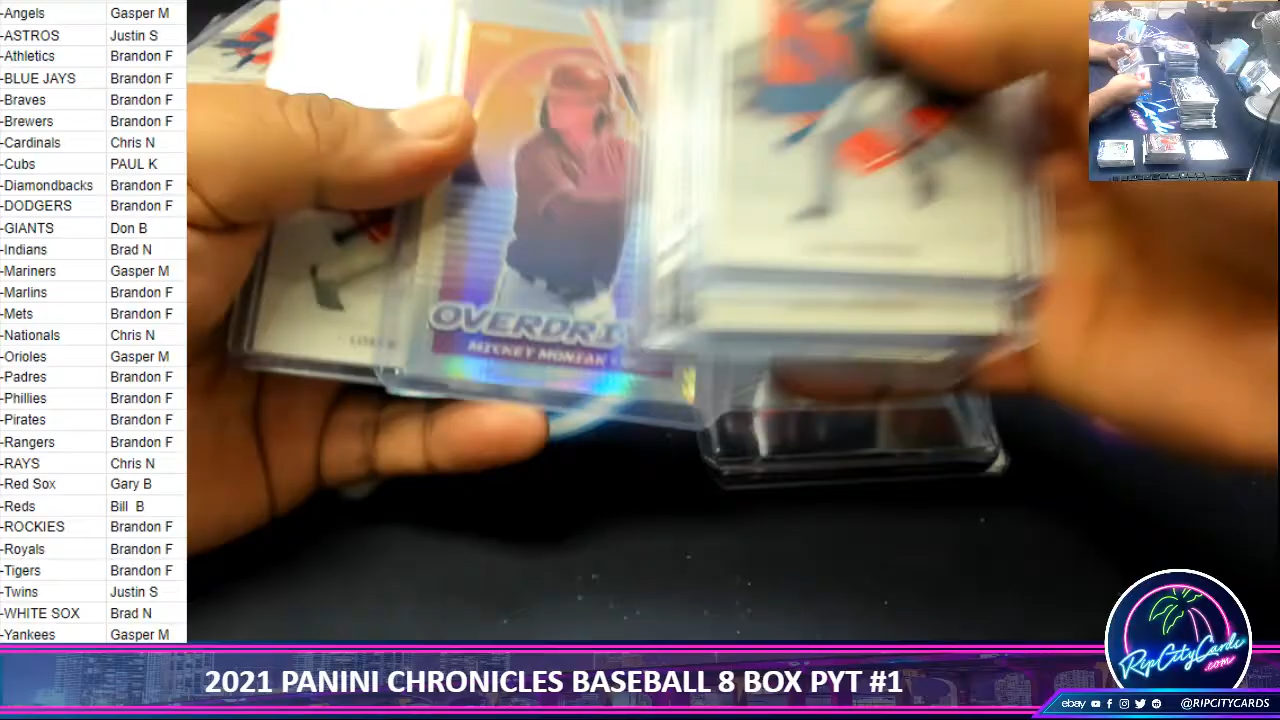 -Angels Gasper M
-ASTROS Justin S
-Athletics Brandon F
-BLUE JAYS Brandon F
-Braves Brandon F
-Brewers Brandon F
-Cardinals Chris N
-Cubs PAUL K
-Diamondbacks Brandon F
-DODGERS Brandon F
-GIANTS Don B
-Indians Brad N
-Mariners Gasper M
-Marlins Brandon F
-Mets Brandon F
-Nationals Chris N
-Orioles Gasper M
-Padres Brandon F
-Phillies Brandon F
-Pirates Brandon F
-Rangers Brandon F
-RAYS Chris N
-Red Sox Gary B
-Reds Bill B
-ROCKIES Brandon F
-Royals Brandon F
-Tigers Brandon F
-Twins Justin S
-WHITE SOX Brad N
-Yankees Gasper M
OVERDRI
MICKEY MONIAK
RipCityCards
.com
2021 PANINI CHRONICLES BASEBALL 8 BOX PYT #1
ebay @RIPCITYCARDS